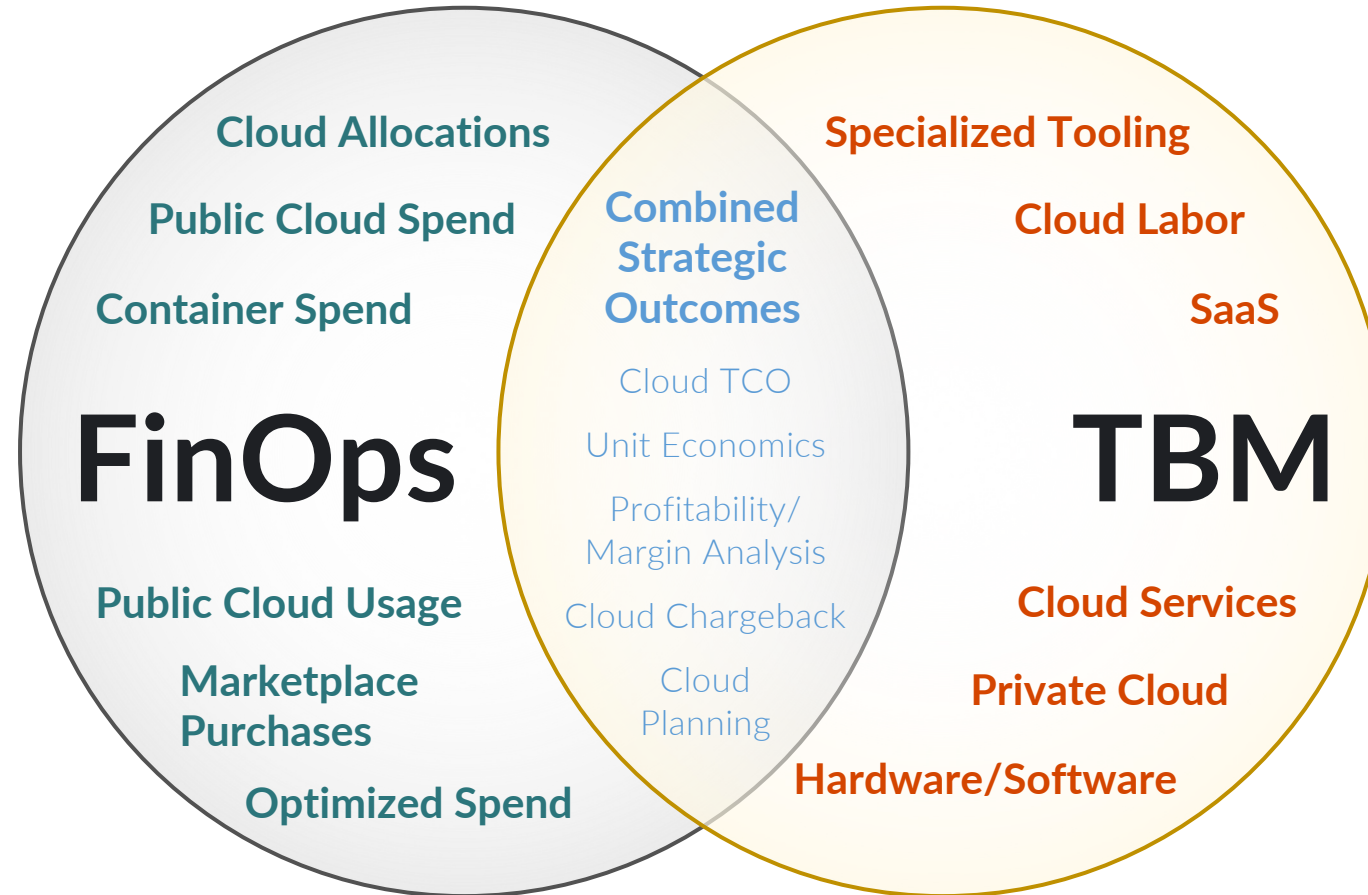 Cloud Allocations
Public Cloud Spend
Container Spend
FinOps
Public Cloud Usage
Marketplace
Purchases
Optimized Spend
Combined
Strategic
Outcomes
Cloud TCO
Unit Economics
Profitability/
Margin Analysis
Cloud Chargeback
Cloud
Planning
Specialized Tooling
Cloud Labor
SaaS
TBM
Cloud Services
Private Cloud
Hardware/Software